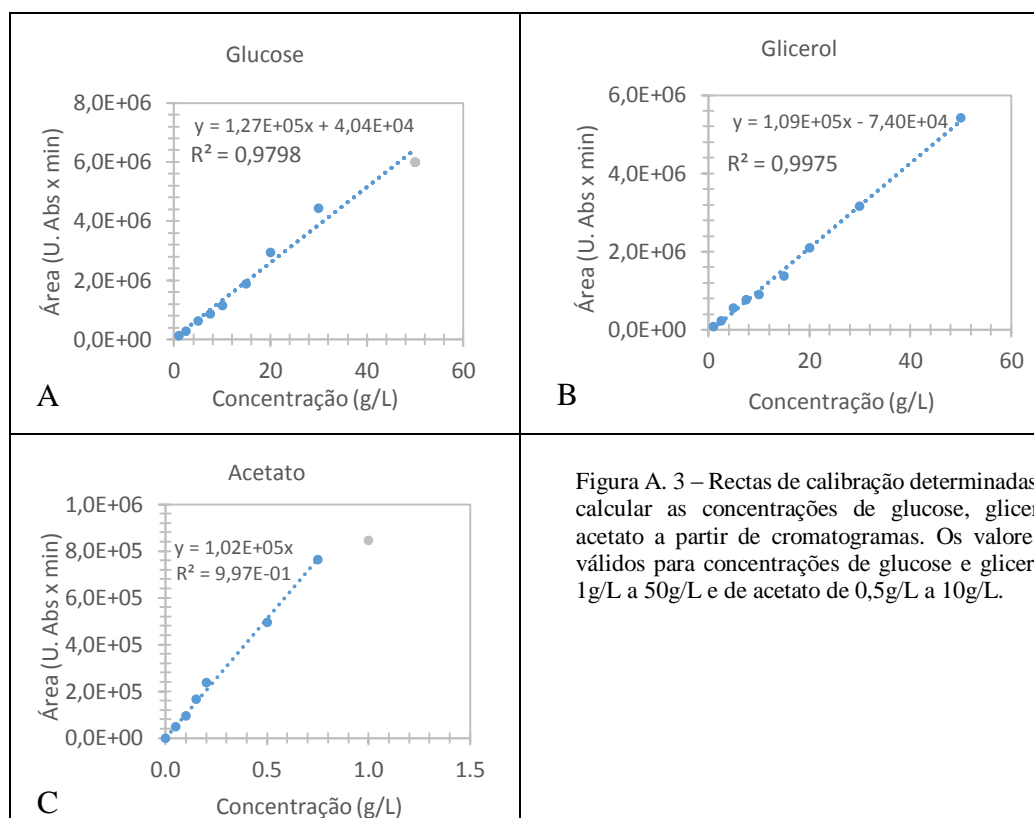 Glucose
8,0E+06
6,0E+06
4,0E+06
2,0E+06
0,0E+00
y = 1,27E+05x + 4,04E+04
R² = 0,9798
Área (U. Abs x min)
0 20 40 60
Concentração (g/L)
A
Glicerol
6,0E+06
4,0E+06
2,0E+06
0,0E+00
y = 1,09E+05x - 7,40E+04
R² = 0,9975
Área (U. Abs x min)
0 20 40 60
Concentração (g/L)
B
Acetato
1,0E+06
8,0E+05
6,0E+05
4,0E+05
2,0E+05
0,0E+00
y = 1,02E+05x
R² = 9,97E-01
Área (U. Abs x min)
0.0 0.5 1.0 1.5
Concentração (g/L)
C
Figura A. 3 – Rectas de calibração determinadas
calcular as concentrações de glucose, glicer
acetato a partir de cromatogramas. Os valore
válidos para concentrações de glucose e glicer
1g/L a 50g/L e de acetato de 0,5g/L a 10g/L.